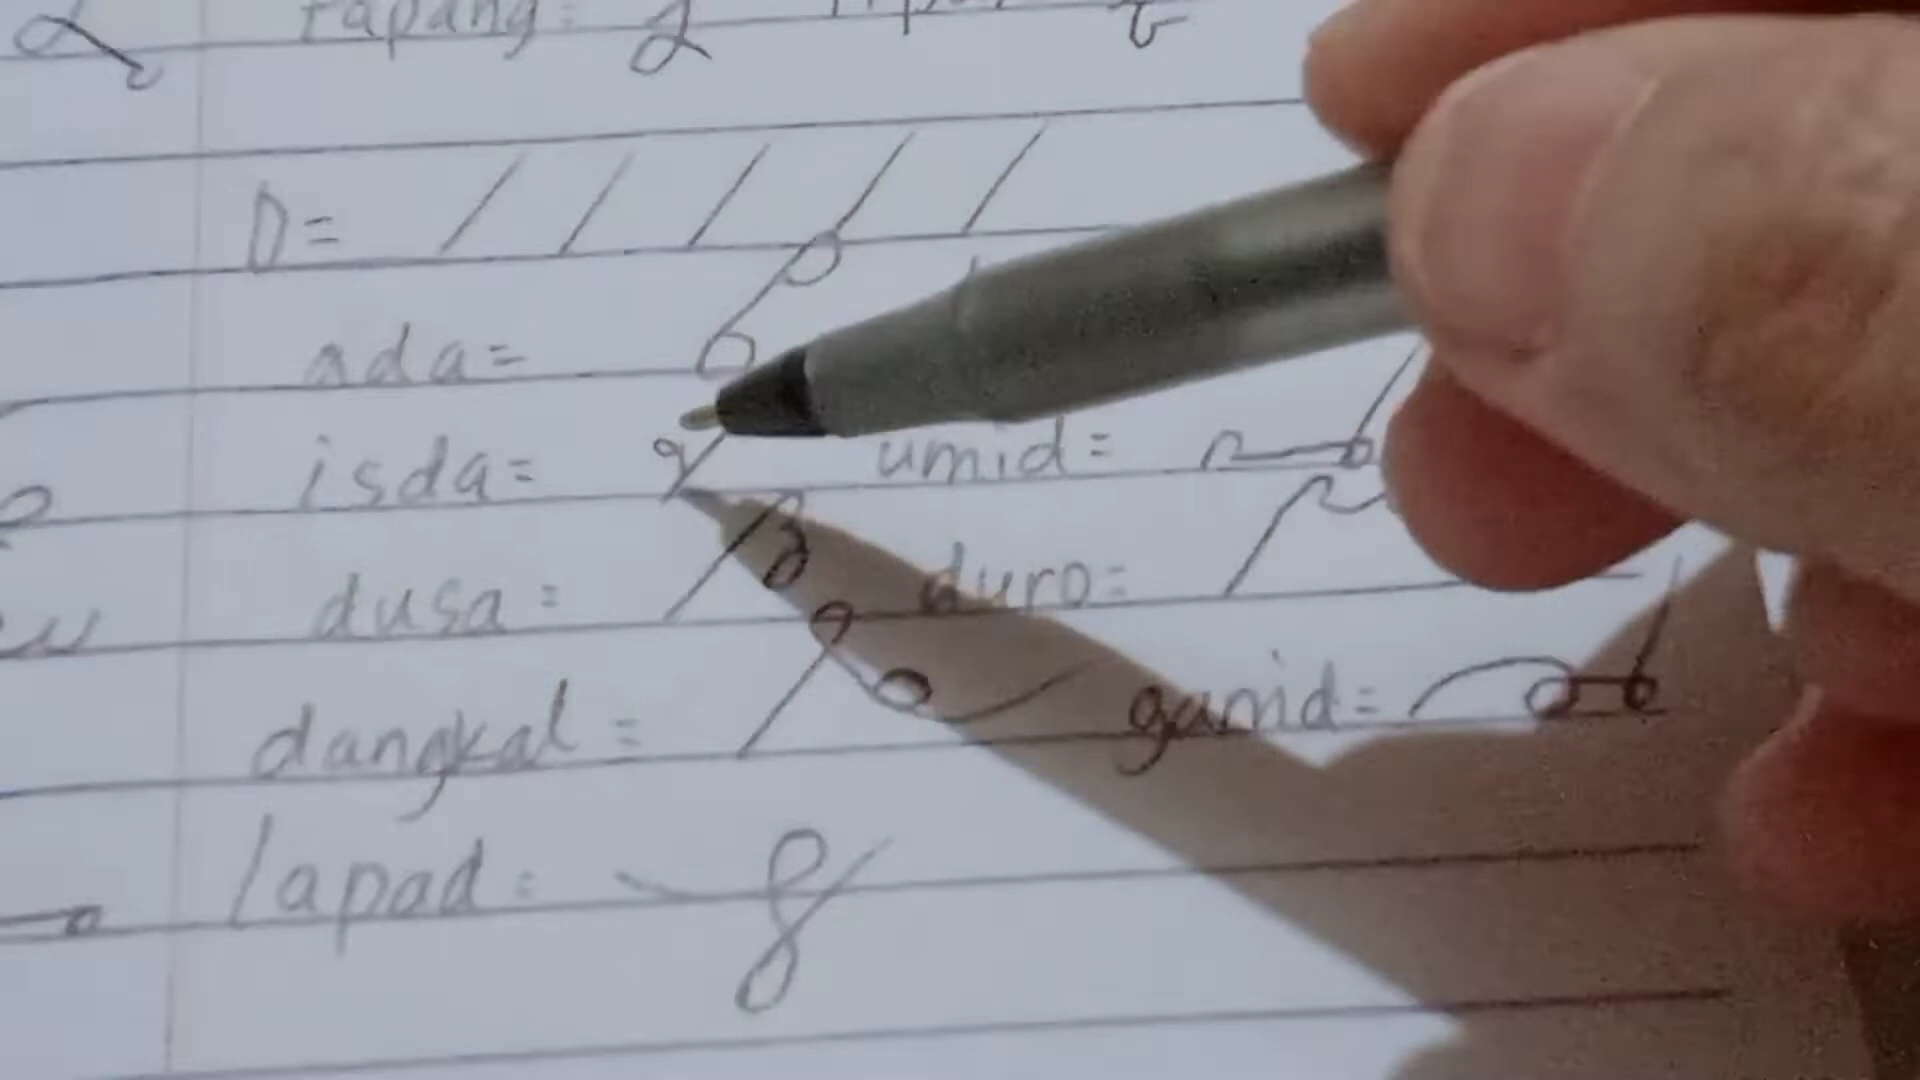 tapang =
D =
ada =
isda = umid =
dusa = duro =
dangkal = gamid =
lapad =